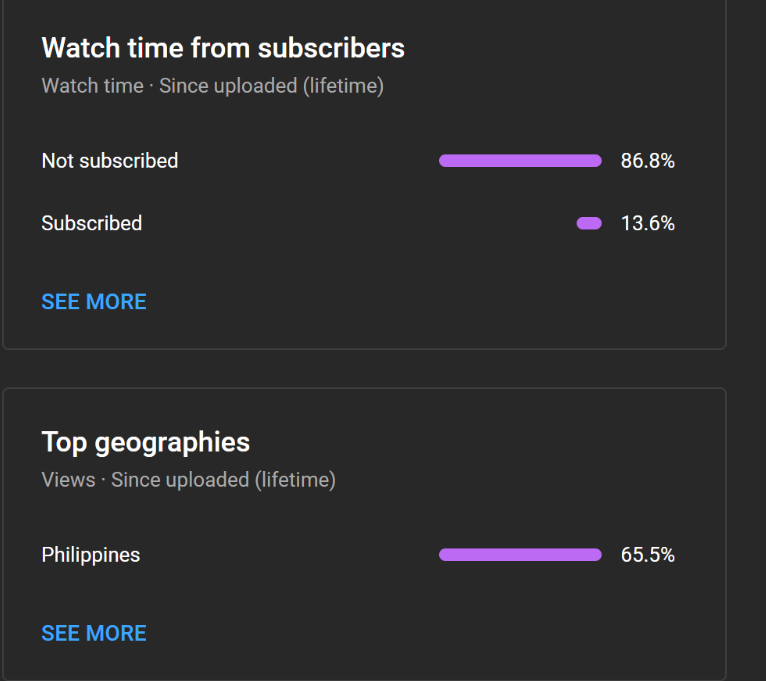 Watch time from subscribers
Watch time · Since uploaded (lifetime)
Not subscribed 86.8%
Subscribed 13.6%
SEE MORE
Top geographies
Views · Since uploaded (lifetime)
Philippines 65.5%
SEE MORE